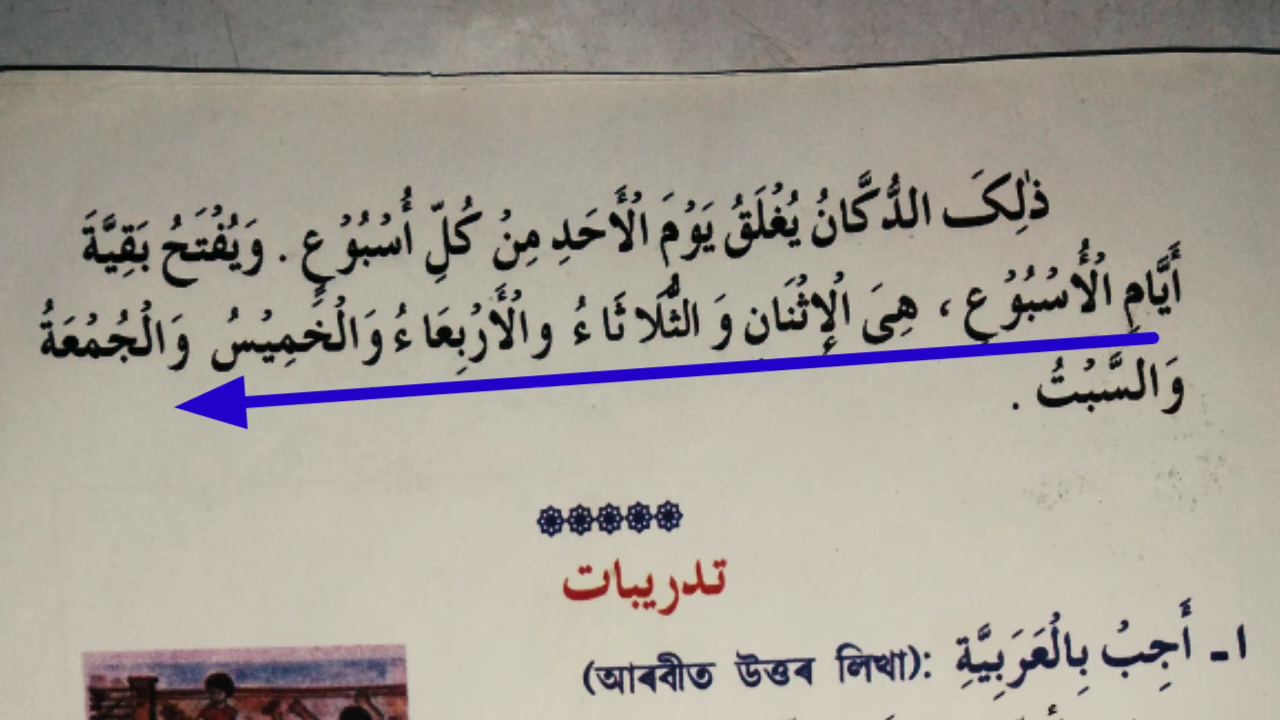 ذٰلِکَ الدُّكَّانُ يُغْلَقُ يَوْمَ الْأَحَدِ مِنْ كُلِّ أُسْبُوْعٍ . وَيُفْتَحُ بَقِيَّةَ
أَيَّامِ الْأُسْبُوْعِ ، هِیَ الْإِثْنَانِ وَ الثُّلَاثَاءُ والْأَرْبِعَاءُ وَالْخَمِيْسُ وَالْجُمْعَةُ
وَالسَّبْتُ .
تدريبات
١ـ أَجِبْ بِالْعَرَبِيَّةِ (আৰবীত উত্তৰ লিখা):